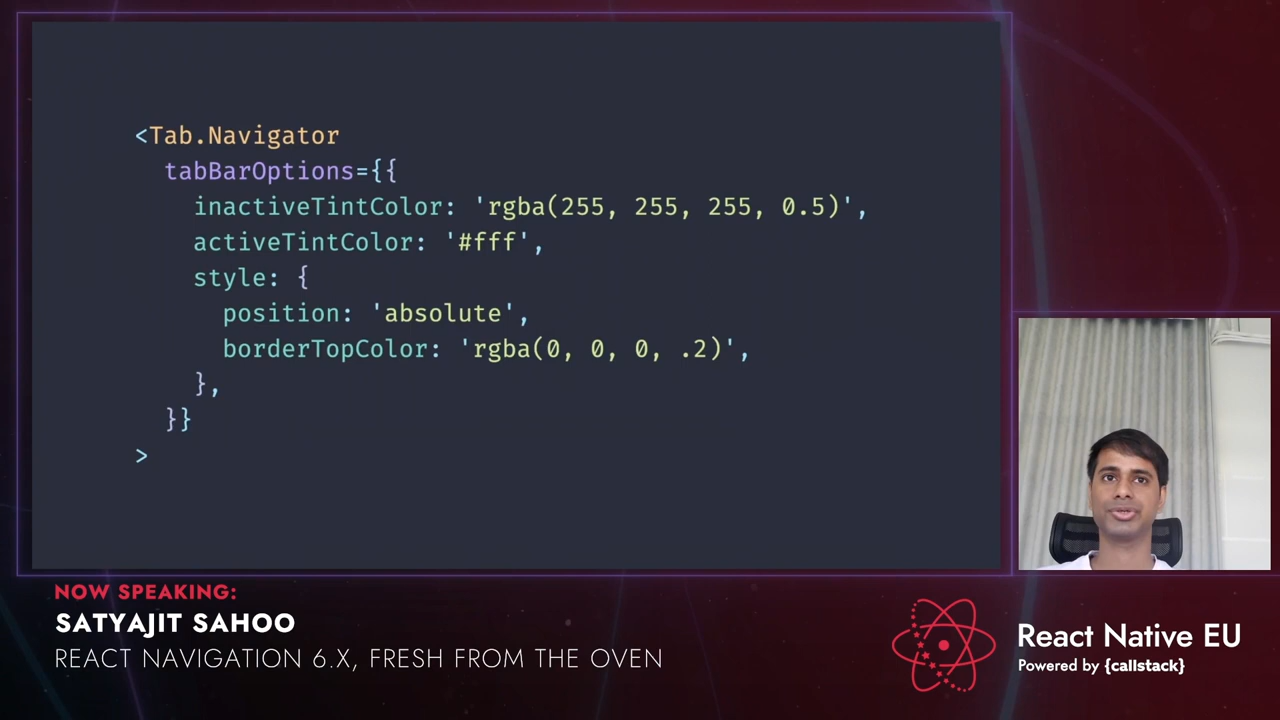 <Tab.Navigator
  tabBarOptions={{
    inactiveTintColor: 'rgba(255, 255, 255, 0.5)',
    activeTintColor: '#fff',
    style: {
      position: 'absolute',
      borderTopColor: 'rgba(0, 0, 0, .2)',
    },
  }}
>
NOW SPEAKING:
SATYAJIT SAHOO
REACT NAVIGATION 6.X, FRESH FROM THE OVEN
React Native EU
Powered by {callstack}